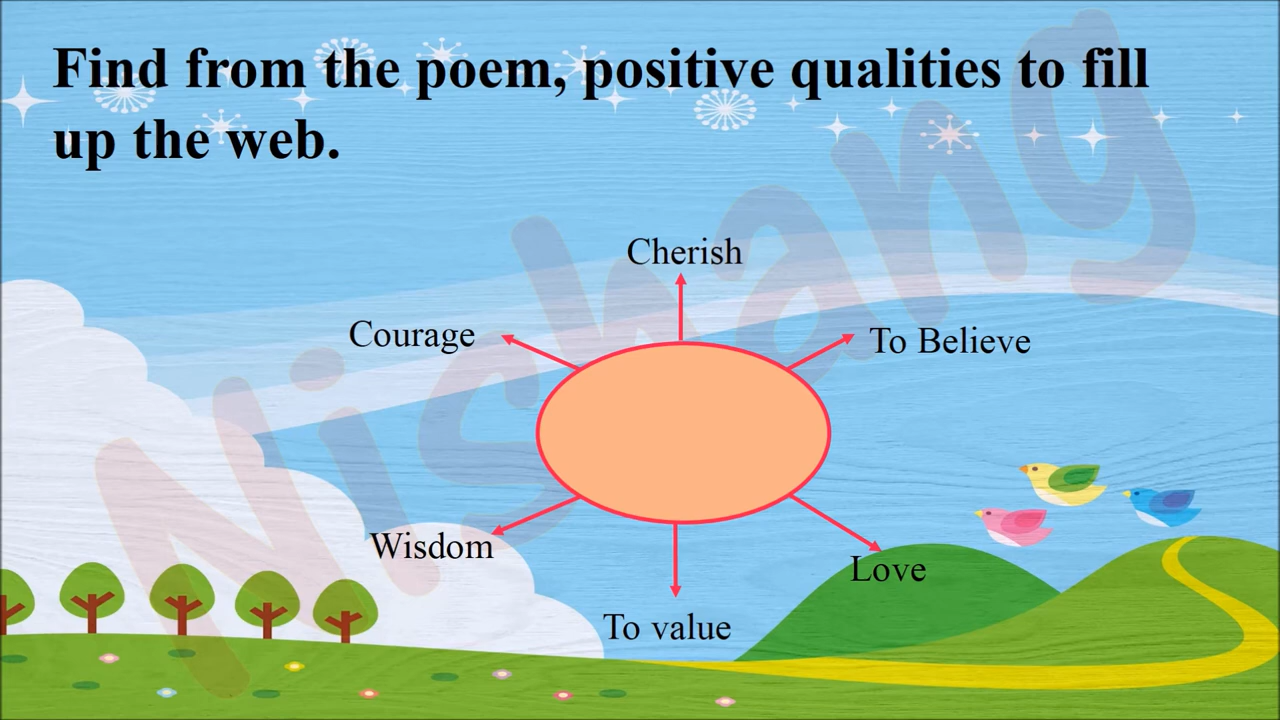 Find from the poem, positive qualities to fill
up the web.
Cherish
Courage
To Believe
Wisdom
Love
To value
Nishang